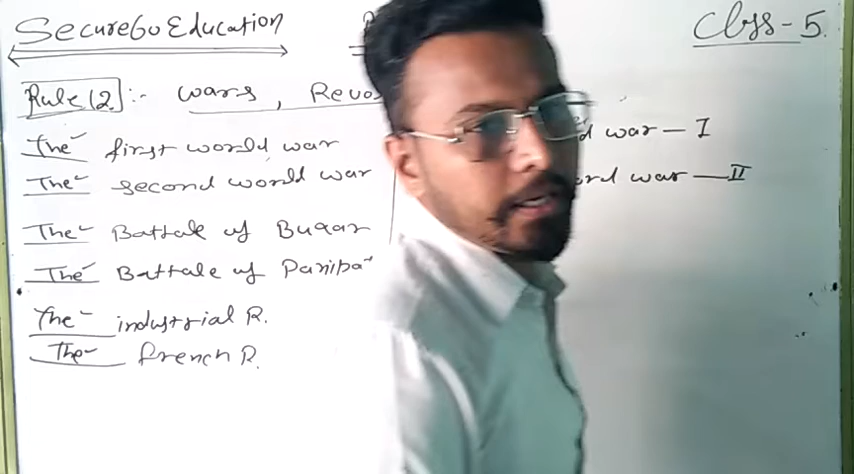 SecureGo Education
Class - 5
Rule (2) :- wars, Revo
The first world war
war - I
The second world war
war - II
The Battale of Buxar
The Battale of Panipat
The industrial R.
The french R.